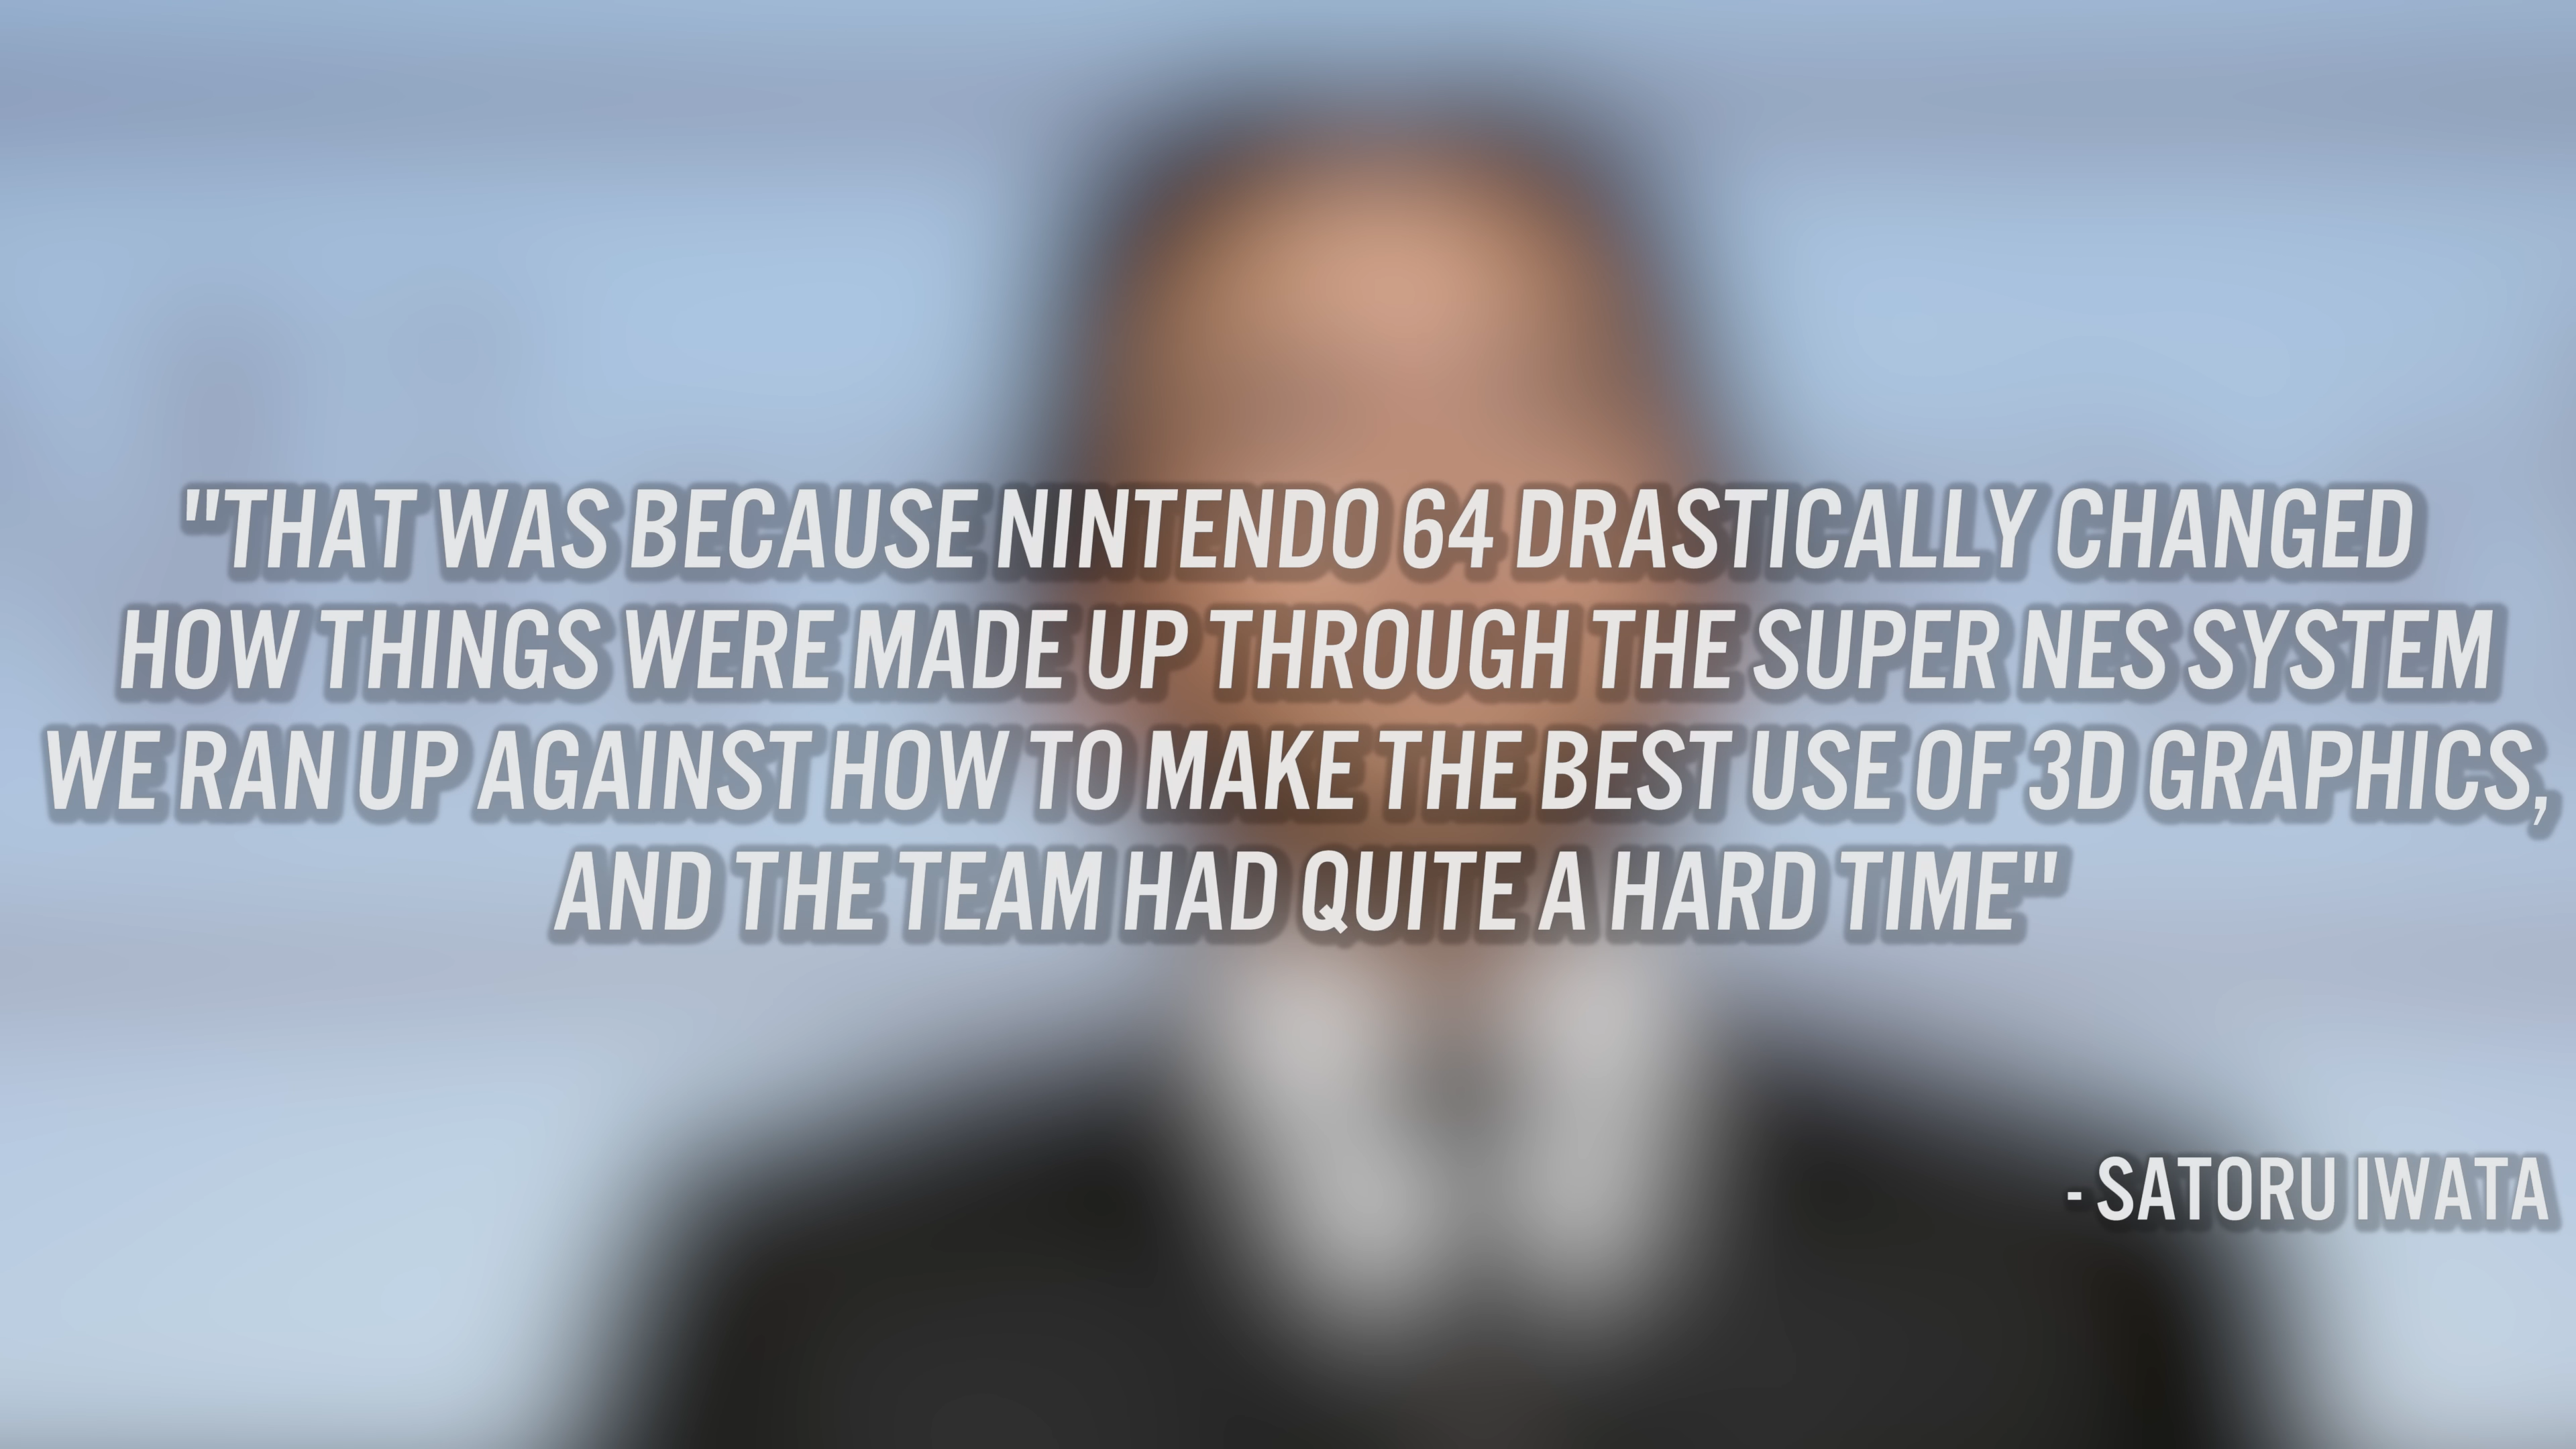 "THAT WAS BECAUSE NINTENDO 64 DRASTICALLY CHANGED
HOW THINGS WERE MADE UP THROUGH THE SUPER NES SYSTEM
WE RAN UP AGAINST HOW TO MAKE THE BEST USE OF 3D GRAPHICS,
AND THE TEAM HAD QUITE A HARD TIME"
- SATORU IWATA